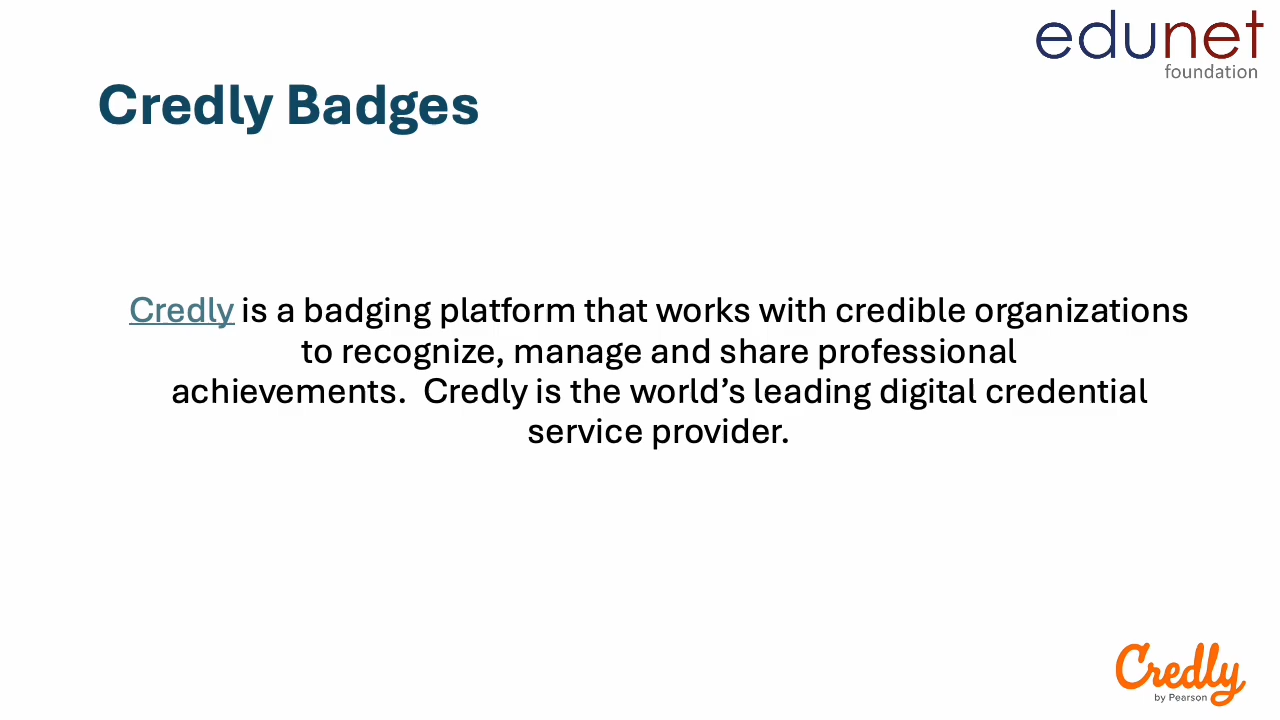 edunet
foundation
Credly Badges
Credly is a badging platform that works with credible organizations
to recognize, manage and share professional
achievements.  Credly is the world’s leading digital credential
service provider.
Credly
by Pearson